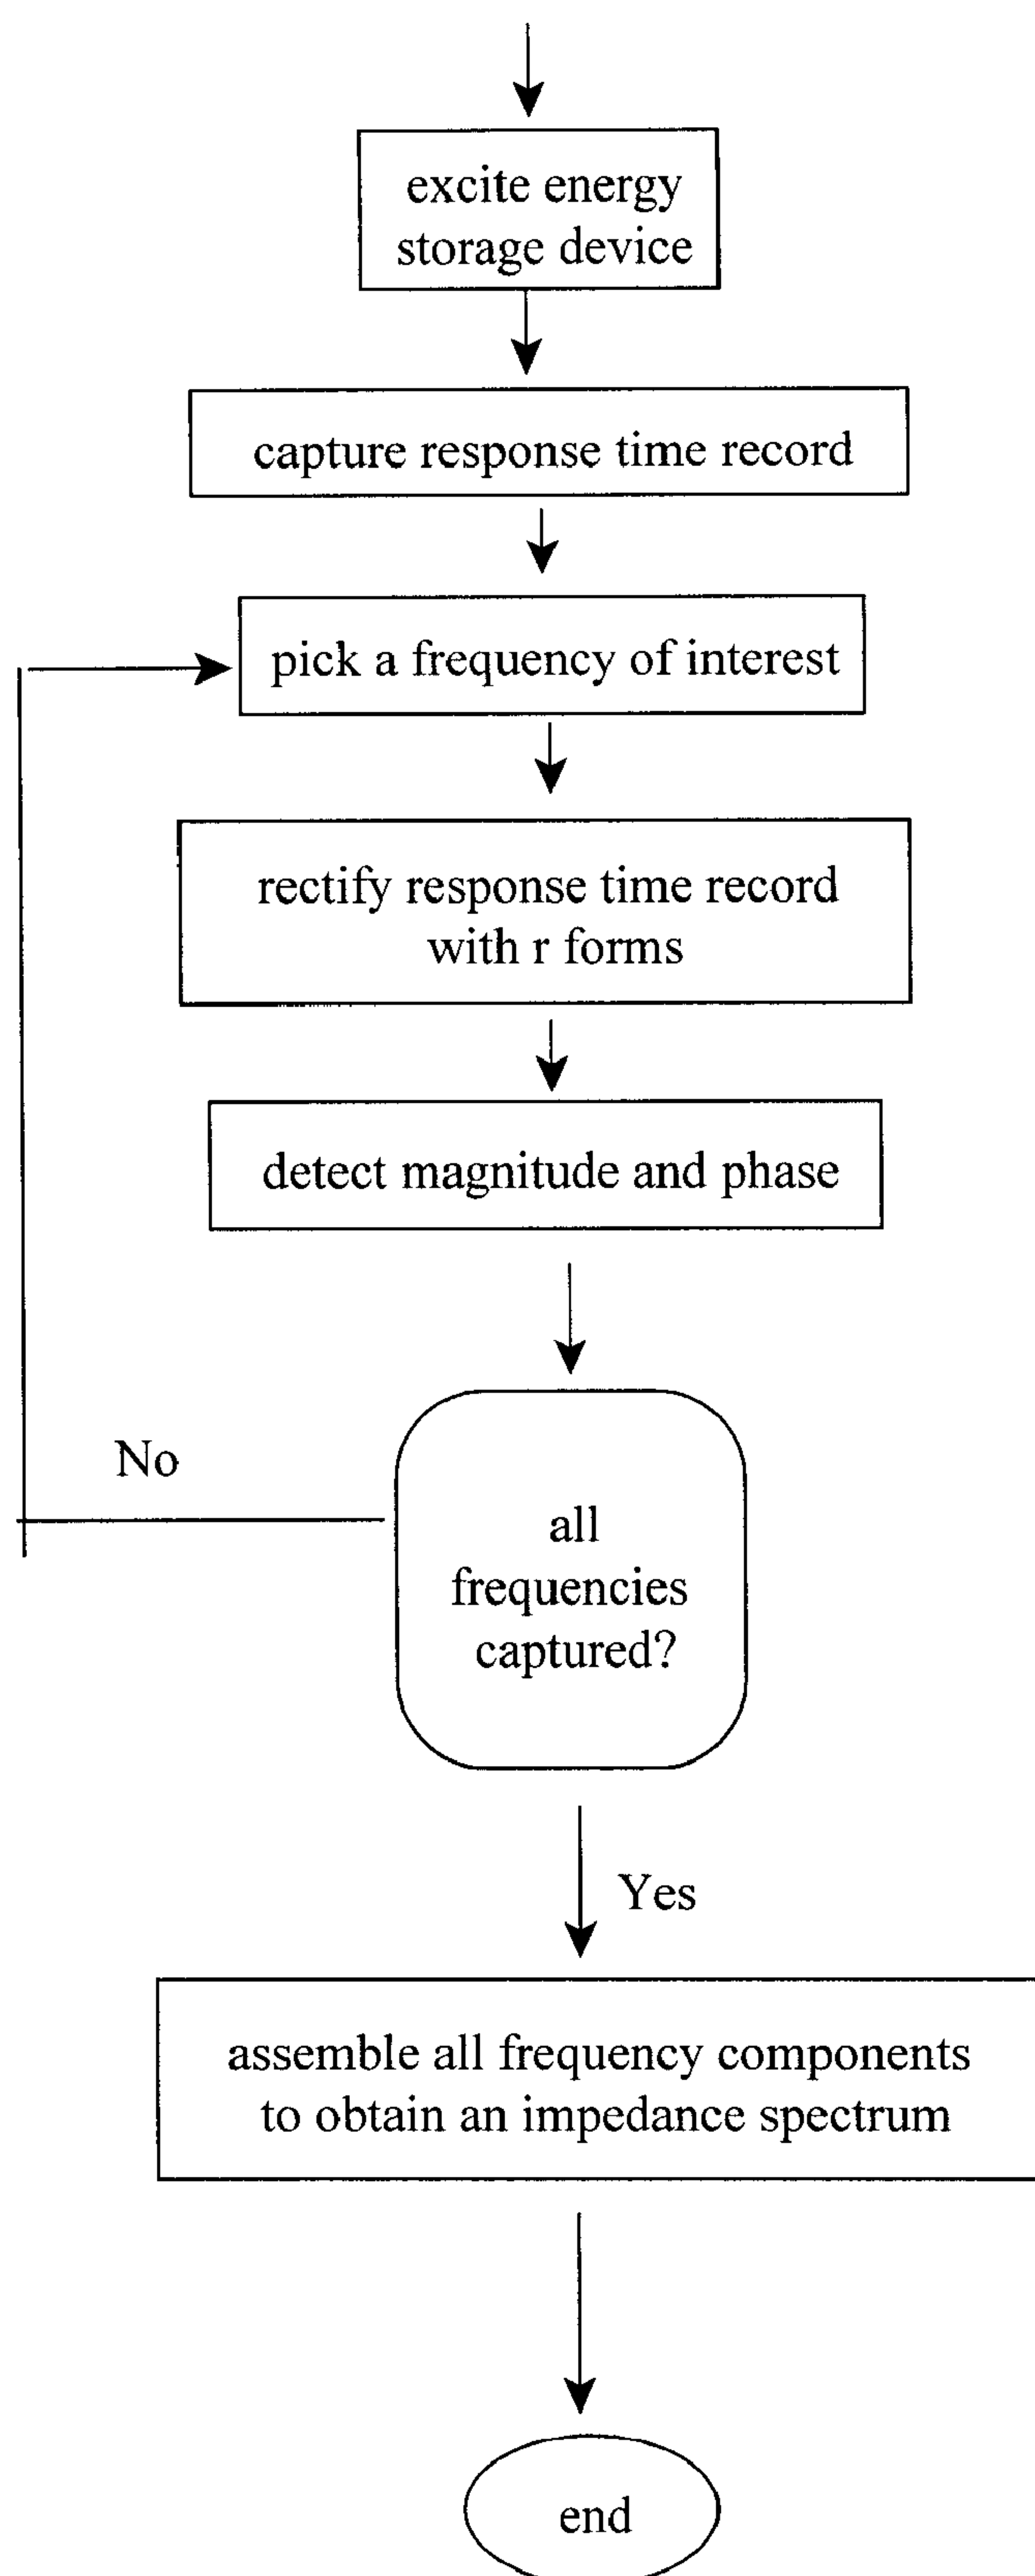 excite energy
storage device
capture response time record
pick a frequency of interest
rectify response time record
with r forms
detect magnitude and phase
No
all
frequencies
captured?
Yes
assemble all frequency components
to obtain an impedance spectrum
end